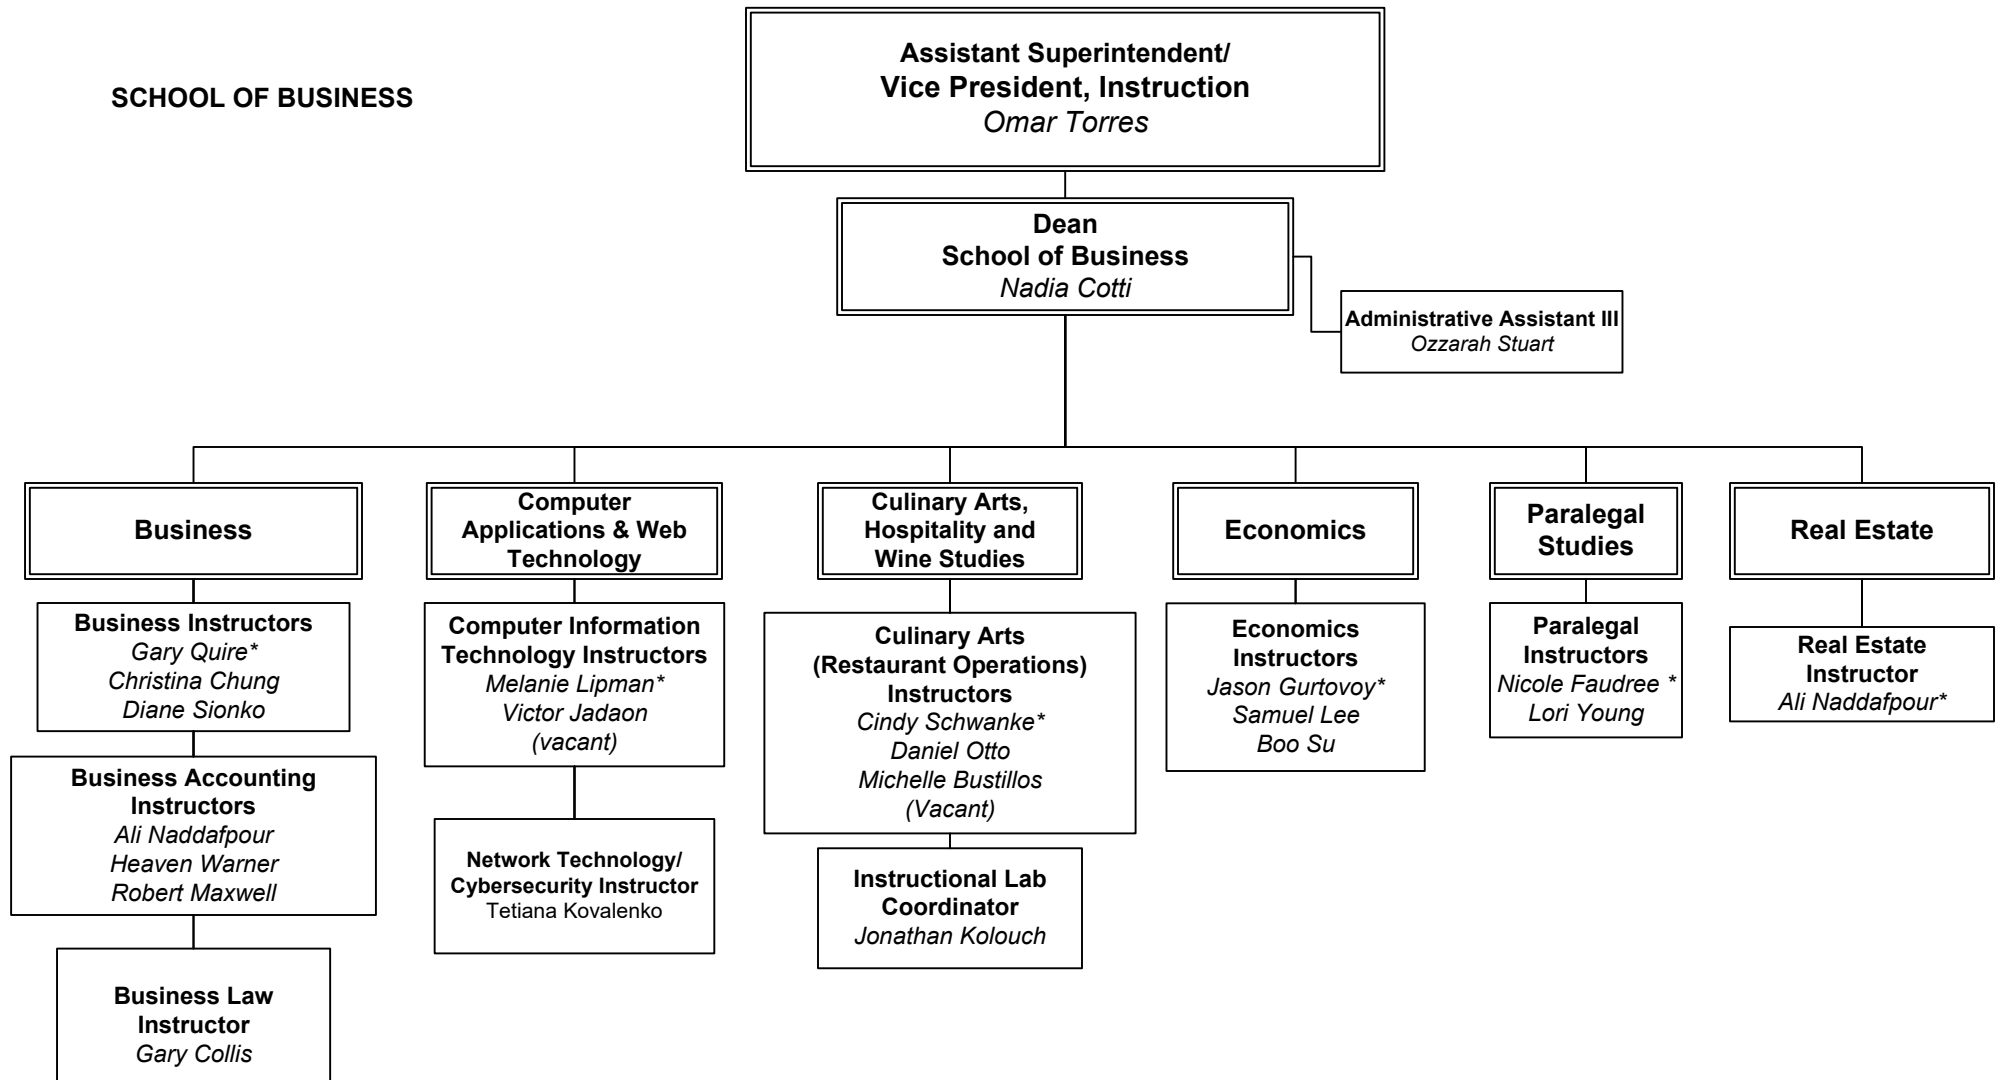 SCHOOL OF BUSINESS
Assistant Superintendent/
Vice President, Instruction
Omar Torres
Dean
School of Business
Nadia Cotti
Administrative Assistant III
Ozzarah Stuart
Business
Business Instructors
Gary Quire*
Christina Chung
Diane Sionko
Business Accounting
Instructors
Ali Naddafpour
Heaven Warner
Robert Maxwell
Business Law
Instructor
Gary Collis
Computer
Applications & Web
Technology
Computer Information
Technology Instructors
Melanie Lipman*
Victor Jadaon
(vacant)
Network Technology/
Cybersecurity Instructor
Tetiana Kovalenko
Culinary Arts,
Hospitality and
Wine Studies
Culinary Arts
(Restaurant Operations)
Instructors
Cindy Schwanke*
Daniel Otto
Michelle Bustillos
(Vacant)
Instructional Lab
Coordinator
Jonathan Kolouch
Economics
Economics
Instructors
Jason Gurtovoy*
Samuel Lee
Boo Su
Paralegal
Studies
Paralegal
Instructors
Nicole Faudree *
Lori Young
Real Estate
Real Estate
Instructor
Ali Naddafpour*